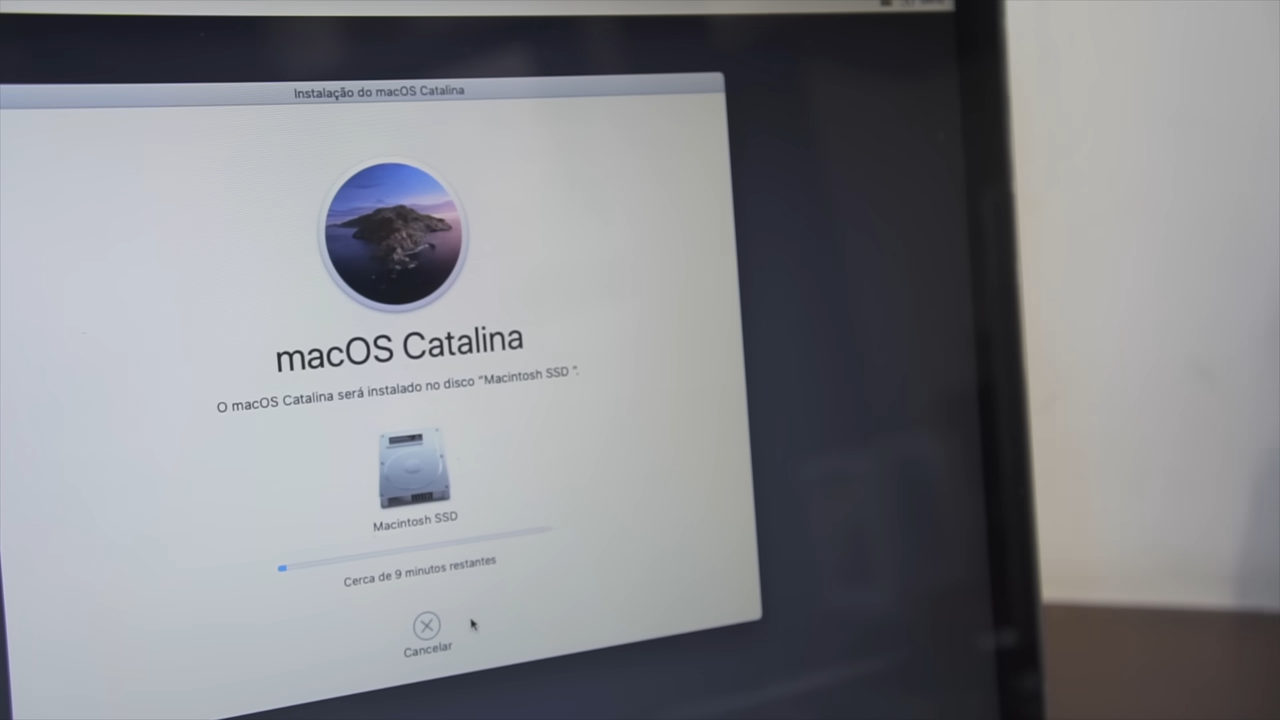 Instalação do macOS Catalina
macOS Catalina
O macOS Catalina será instalado no disco “Macintosh SSD ”.
Macintosh SSD
Cerca de 9 minutos restantes
Cancelar